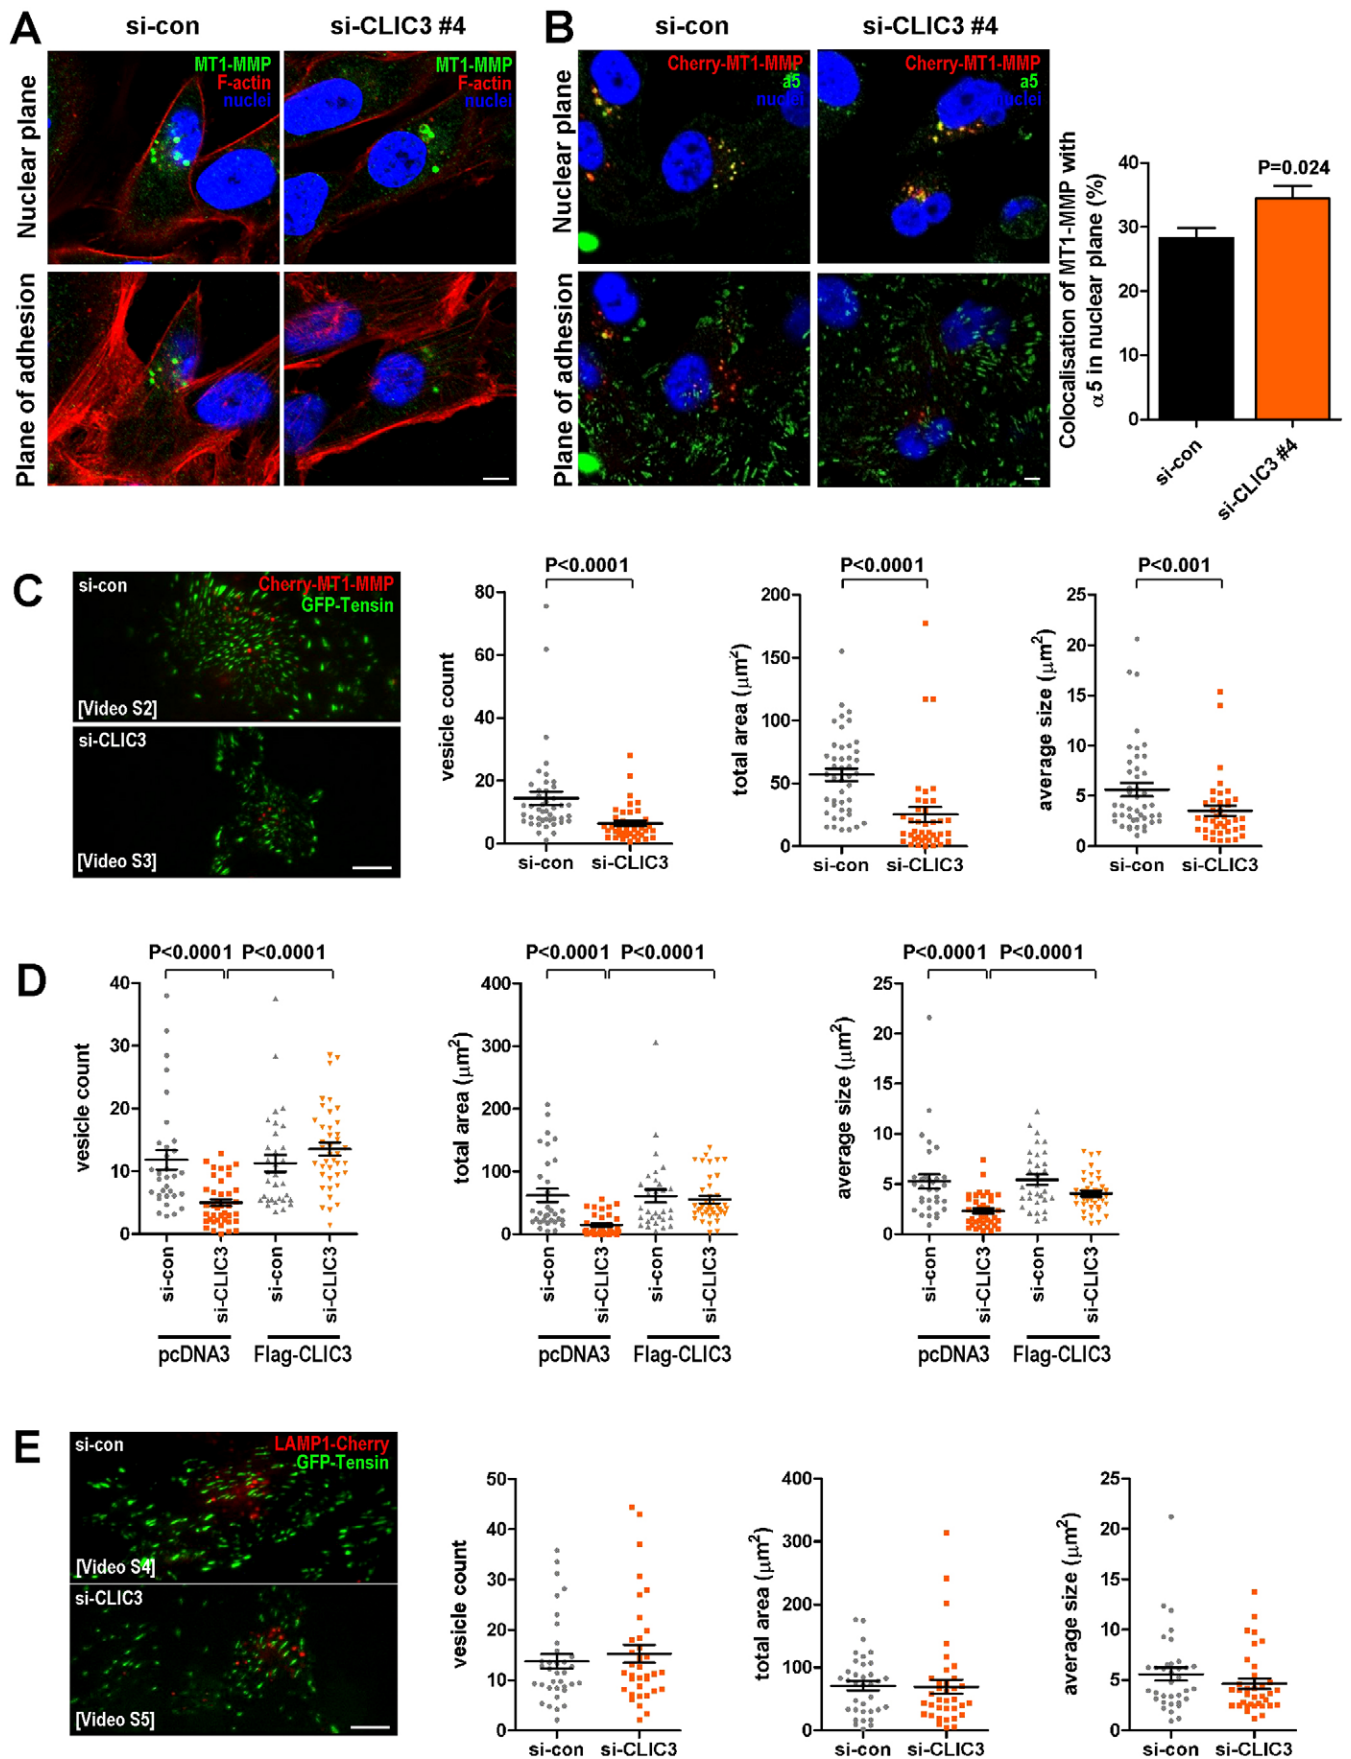 A
si-con
si-CLIC3 #4
Nuclear plane
MT1-MMP
F-actin
nuclei
MT1-MMP
F-actin
nuclei
Plane of adhesion
B
si-con
si-CLIC3 #4
Nuclear plane
Cherry-MT1-MMP
a5
nuclei
Cherry-MT1-MMP
a5
nuclei
Plane of adhesion
Colocalisation of MT1-MMP with
α5 in nuclear plane (%)
40
30
20
10
0
P=0.024
si-con
si-CLIC3 #4
C
si-con
Cherry-MT1-MMP
GFP-Tensin
[Video S2]
si-CLIC3
[Video S3]
P<0.0001
vesicle count
80
60
40
20
0
si-con
si-CLIC3
P<0.0001
total area (μm²)
200
150
100
50
0
si-con
si-CLIC3
P<0.001
average size (μm²)
25
20
15
10
5
0
si-con
si-CLIC3
D
P<0.0001
P<0.0001
vesicle count
40
30
20
10
0
si-con
si-CLIC3
si-con
si-CLIC3
pcDNA3
Flag-CLIC3
P<0.0001
P<0.0001
total area (μm²)
400
300
200
100
0
si-con
si-CLIC3
si-con
si-CLIC3
pcDNA3
Flag-CLIC3
P<0.0001
P<0.0001
average size (μm²)
25
20
15
10
5
0
si-con
si-CLIC3
si-con
si-CLIC3
pcDNA3
Flag-CLIC3
E
si-con
LAMP1-Cherry
GFP-Tensin
[Video S4]
si-CLIC3
[Video S5]
vesicle count
50
40
30
20
10
0
si-con
si-CLIC3
total area (μm²)
400
300
200
100
0
si-con
si-CLIC3
average size (μm²)
25
20
15
10
5
0
si-con
si-CLIC3